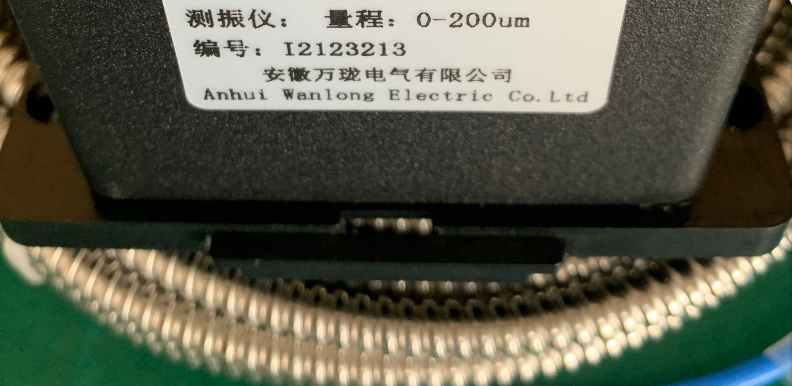 测振仪： 量程：0-200um
编号：I2123213
安徽万珑电气有限公司
Anhui Wanlong Electric Co.Ltd